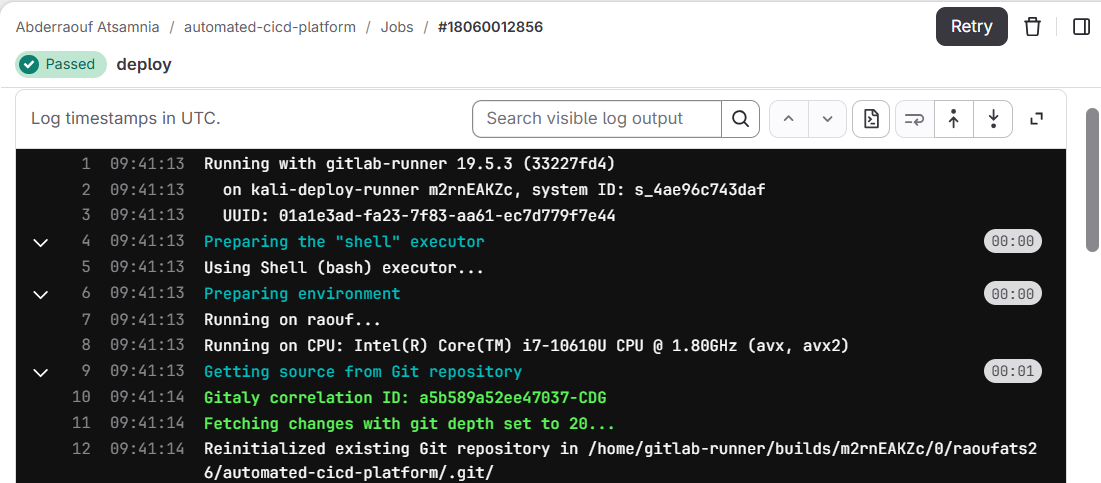 Abderraouf Atsamnia / automated-cicd-platform / Jobs / #18060012856
Retry
Passed deploy
Log timestamps in UTC.
Search visible log output
1 09:41:13 Running with gitlab-runner 19.5.3 (33227fd4)
2 09:41:13 on kali-deploy-runner m2rnEAKZc, system ID: s_4ae96c743daf
3 09:41:13 UUID: 01a1e3ad-fa23-7f83-aa61-ec7d779f7e44
4 09:41:13 Preparing the "shell" executor 00:00
5 09:41:13 Using Shell (bash) executor...
6 09:41:13 Preparing environment 00:00
7 09:41:13 Running on raouf...
8 09:41:13 Running on CPU: Intel(R) Core(TM) i7-10610U CPU @ 1.80GHz (avx, avx2)
9 09:41:13 Getting source from Git repository 00:01
10 09:41:14 Gitaly correlation ID: a5b589a52ee47037-CDG
11 09:41:14 Fetching changes with git depth set to 20...
12 09:41:14 Reinitialized existing Git repository in /home/gitlab-runner/builds/m2rnEAKZc/0/raoufats2
6/automated-cicd-platform/.git/